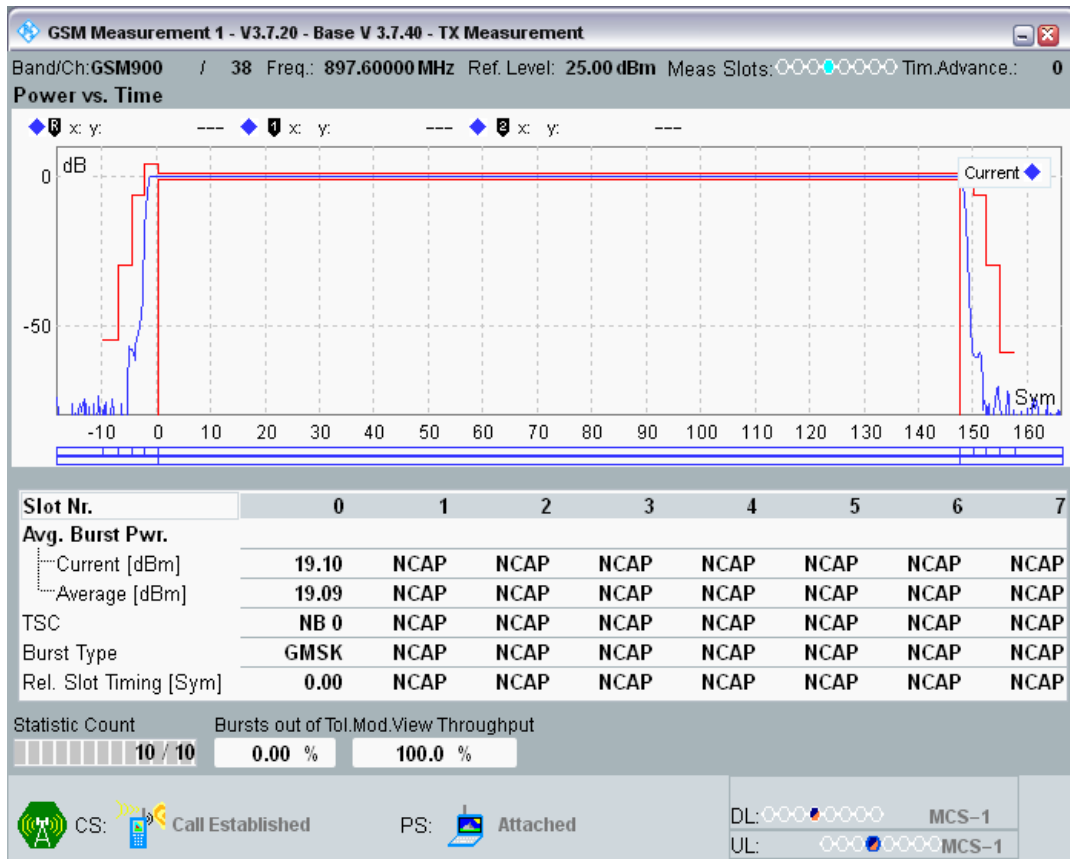 GSM Measurement 1 - V3.7.20 - Base V 3.7.40 - TX Measurement
Band/Ch:GSM900 / 38 Freq.: 897.60000 MHz Ref. Level: 25.00 dBm Meas Slots: Tim.Advance.: 0
Power vs. Time
R x: y: --- 1 x: y: --- 2 x: y: ---
dB
Current
0
-50
Sym
-10 0 10 20 30 40 50 60 70 80 90 100 110 120 130 140 150 160
Slot Nr. 0 1 2 3 4 5 6 7
Avg. Burst Pwr.
Current [dBm] 19.10 NCAP NCAP NCAP NCAP NCAP NCAP NCAP
Average [dBm] 19.09 NCAP NCAP NCAP NCAP NCAP NCAP NCAP
TSC NB 0 NCAP NCAP NCAP NCAP NCAP NCAP NCAP
Burst Type GMSK NCAP NCAP NCAP NCAP NCAP NCAP NCAP
Rel. Slot Timing [Sym] 0.00 NCAP NCAP NCAP NCAP NCAP NCAP NCAP
Statistic Count Bursts out of Tol.Mod.View Throughput
10 / 10 0.00 % 100.0 %
CS: Call Established PS: Attached
DL: MCS-1
UL: MCS-1